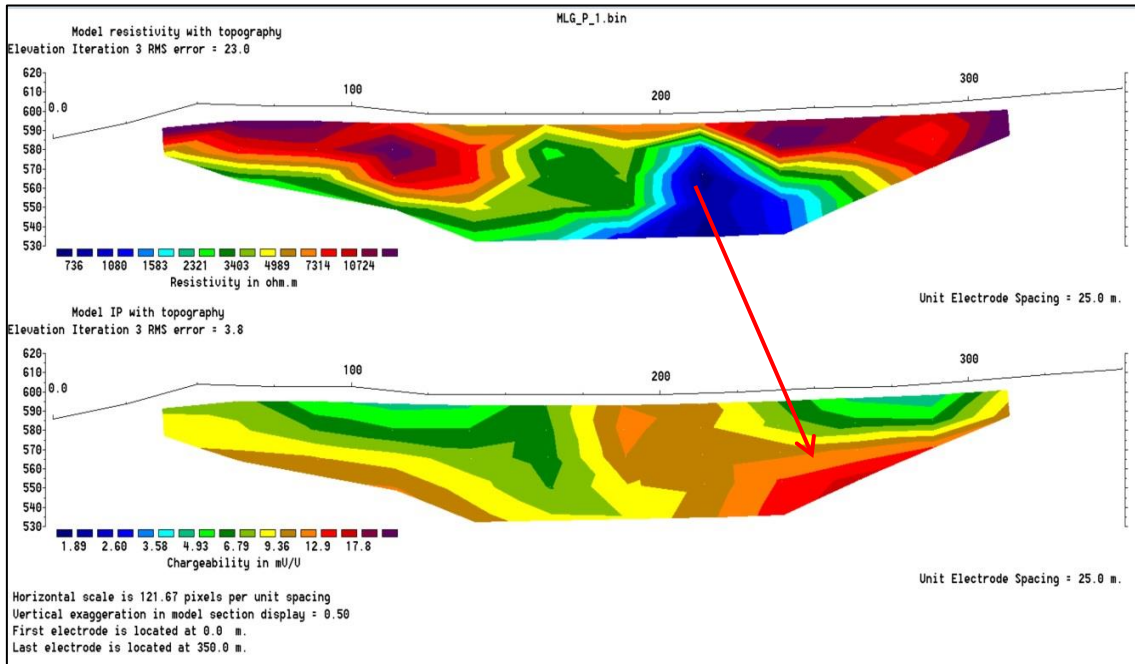 MLG_P_1.bin
Model resistivity with topography
Elevation Iteration 3 RMS error = 23.0
620
610
600
590
580
570
560
550
540
530
0.0
100
200
300
736 1080 1583 2321 3403 4989 7314 10724
Resistivity in ohm.m
Unit Electrode Spacing = 25.0 m.
Model IP with topography
Elevation Iteration 3 RMS error = 3.8
620
610
600
590
580
570
560
550
540
530
0.0
100
200
300
1.89 2.60 3.58 4.93 6.79 9.36 12.9 17.8
Chargeability in mV/V
Unit Electrode Spacing = 25.0 m.
Horizontal scale is 121.67 pixels per unit spacing
Vertical exaggeration in model section display = 0.50
First electrode is located at 0.0 m.
Last electrode is located at 350.0 m.